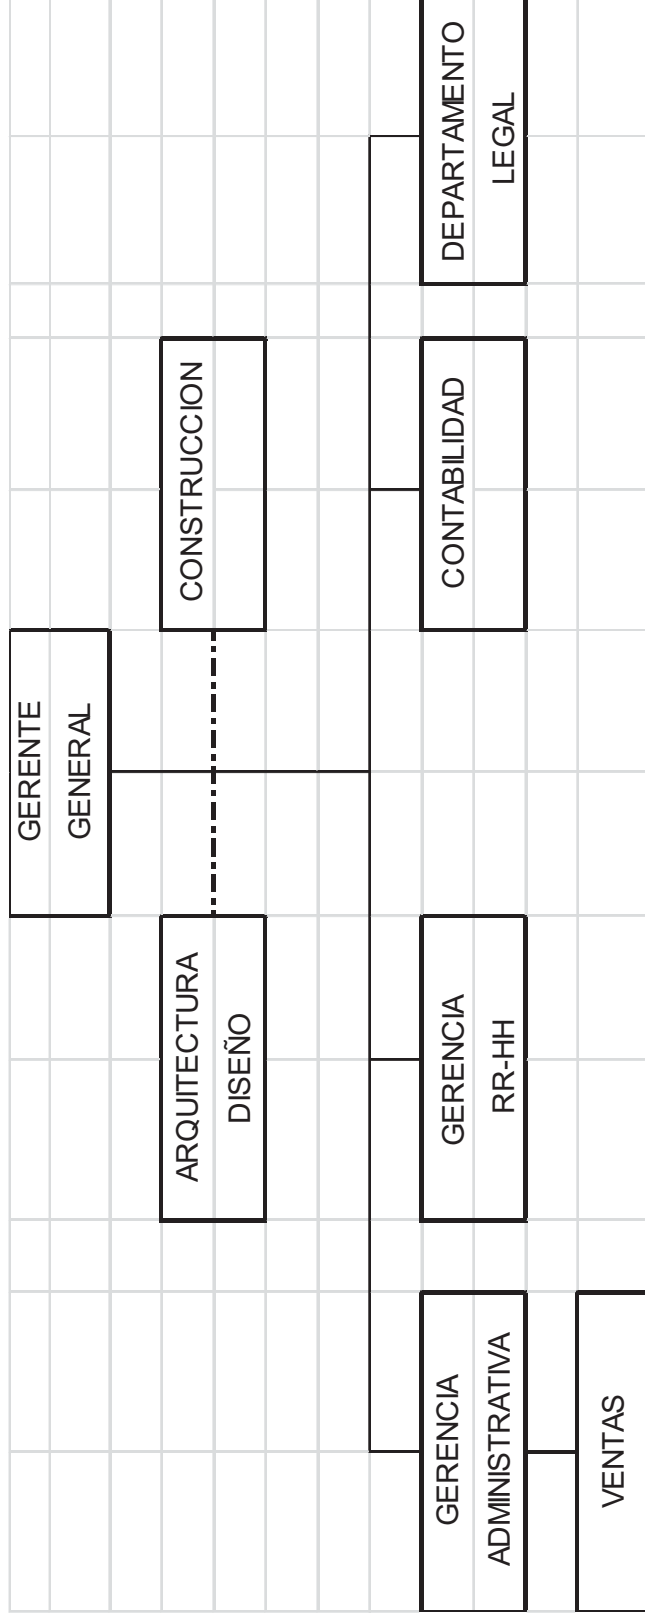 GERENTE
GENERAL
ARQUITECTURA
DISEÑO
CONSTRUCCION
GERENCIA
ADMINISTRATIVA
GERENCIA
RR-HH
CONTABILIDAD
DEPARTAMENTO
LEGAL
VENTAS